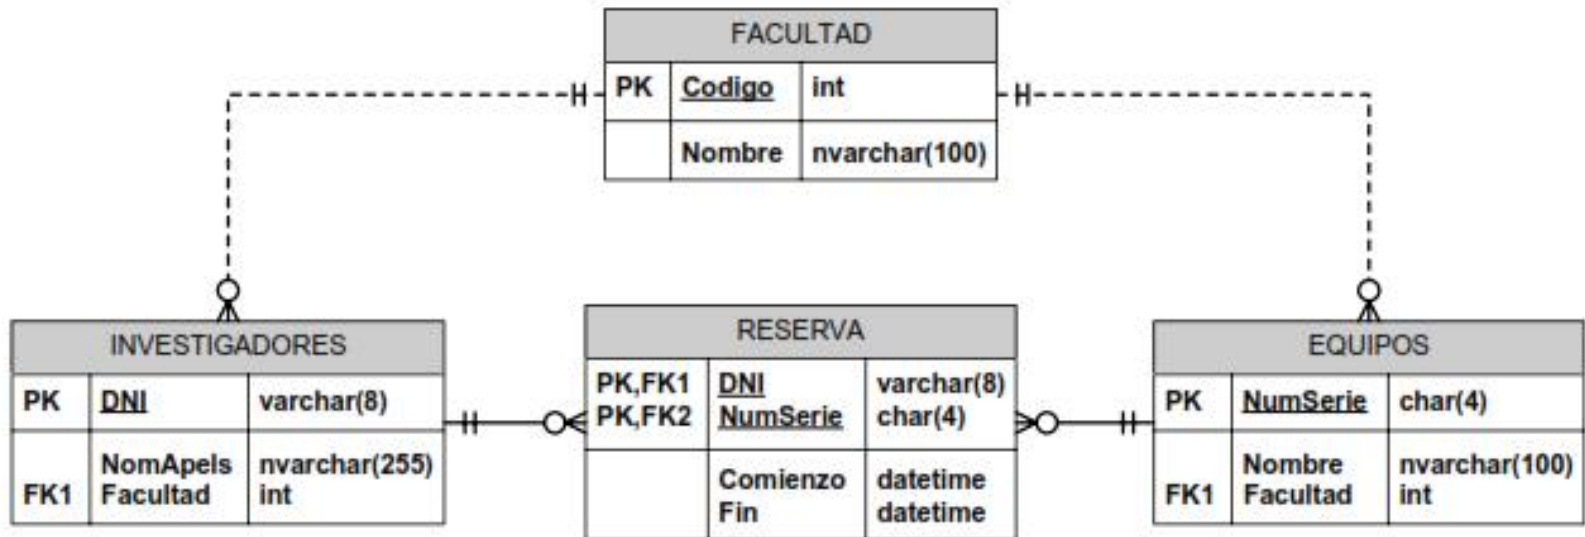 FACULTAD
PK Codigo int
Nombre nvarchar(100)
INVESTIGADORES
PK DNI varchar(8)
NomApels nvarchar(255)
FK1 Facultad int
RESERVA
PK,FK1 DNI varchar(8)
PK,FK2 NumSerie char(4)
Comienzo datetime
Fin datetime
EQUIPOS
PK NumSerie char(4)
Nombre nvarchar(100)
FK1 Facultad int